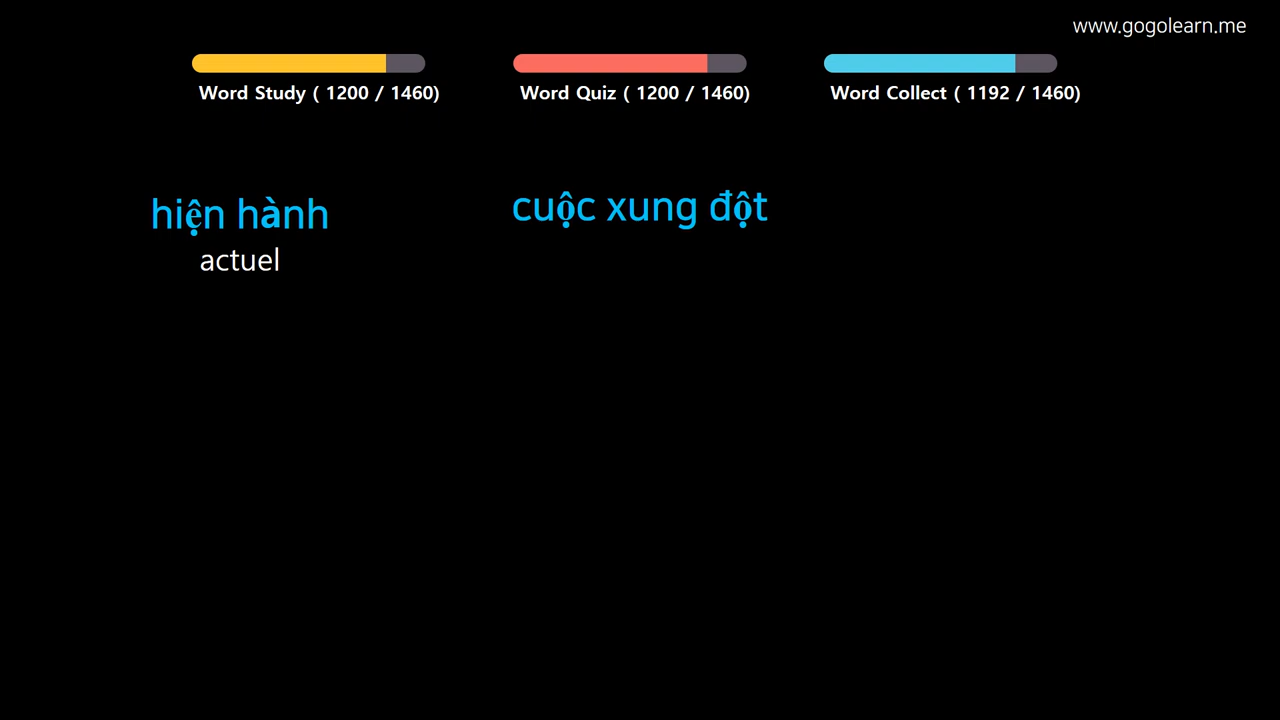 www.gogolearn.me
Word Study ( 1200 / 1460)
Word Quiz ( 1200 / 1460)
Word Collect ( 1192 / 1460)
hiện hành
actuel
cuộc xung đột